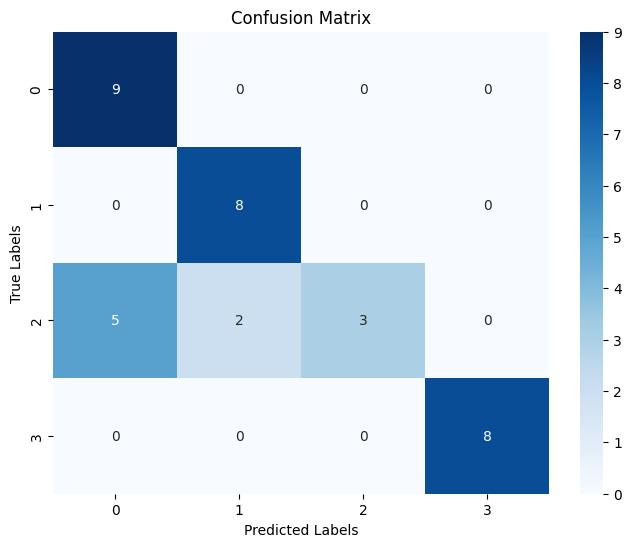 Confusion Matrix
True Labels
0 9 0 0 0
1 0 8 0 0
2 5 2 3 0
3 0 0 0 8
0 1 2 3
Predicted Labels
9
8
7
6
5
4
3
2
1
0